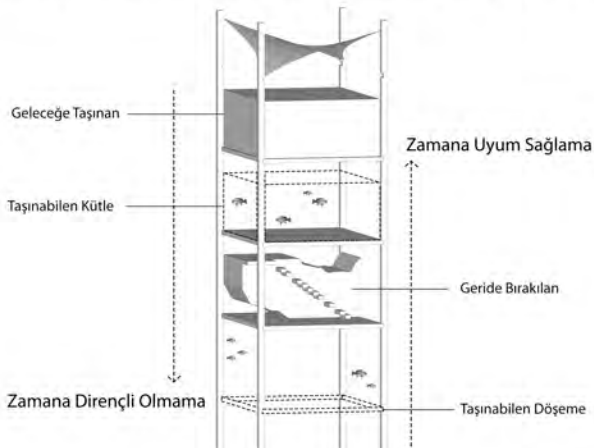 Geleceğe Taşınan
Zamana Uyum Sağlama
Taşınabilen Kütle
Geride Bırakılan
Zamana Dirençli Olmama
Taşınabilen Döşeme